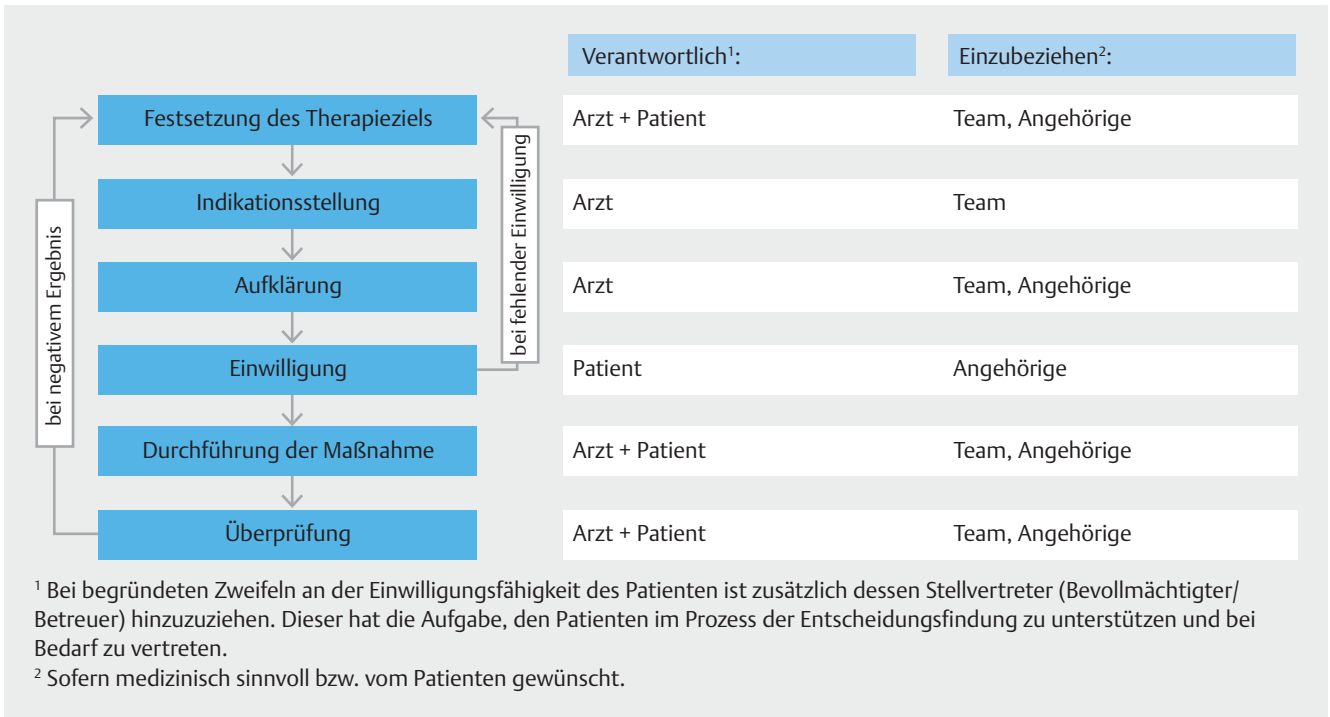 Verantwortlich¹: Einzubeziehen²:
Festsetzung des Therapieziels Arzt + Patient Team, Angehörige
Indikationsstellung Arzt Team
Aufklärung Arzt Team, Angehörige
Einwilligung Patient Angehörige
Durchführung der Maßnahme Arzt + Patient Team, Angehörige
Überprüfung Arzt + Patient Team, Angehörige
bei negativem Ergebnis
bei fehlender Einwilligung
¹ Bei begründeten Zweifeln an der Einwilligungsfähigkeit des Patienten ist zusätzlich dessen Stellvertreter (Bevollmächtigter/
Betreuer) hinzuzuziehen. Dieser hat die Aufgabe, den Patienten im Prozess der Entscheidungsfindung zu unterstützen und bei
Bedarf zu vertreten.
² Sofern medizinisch sinnvoll bzw. vom Patienten gewünscht.